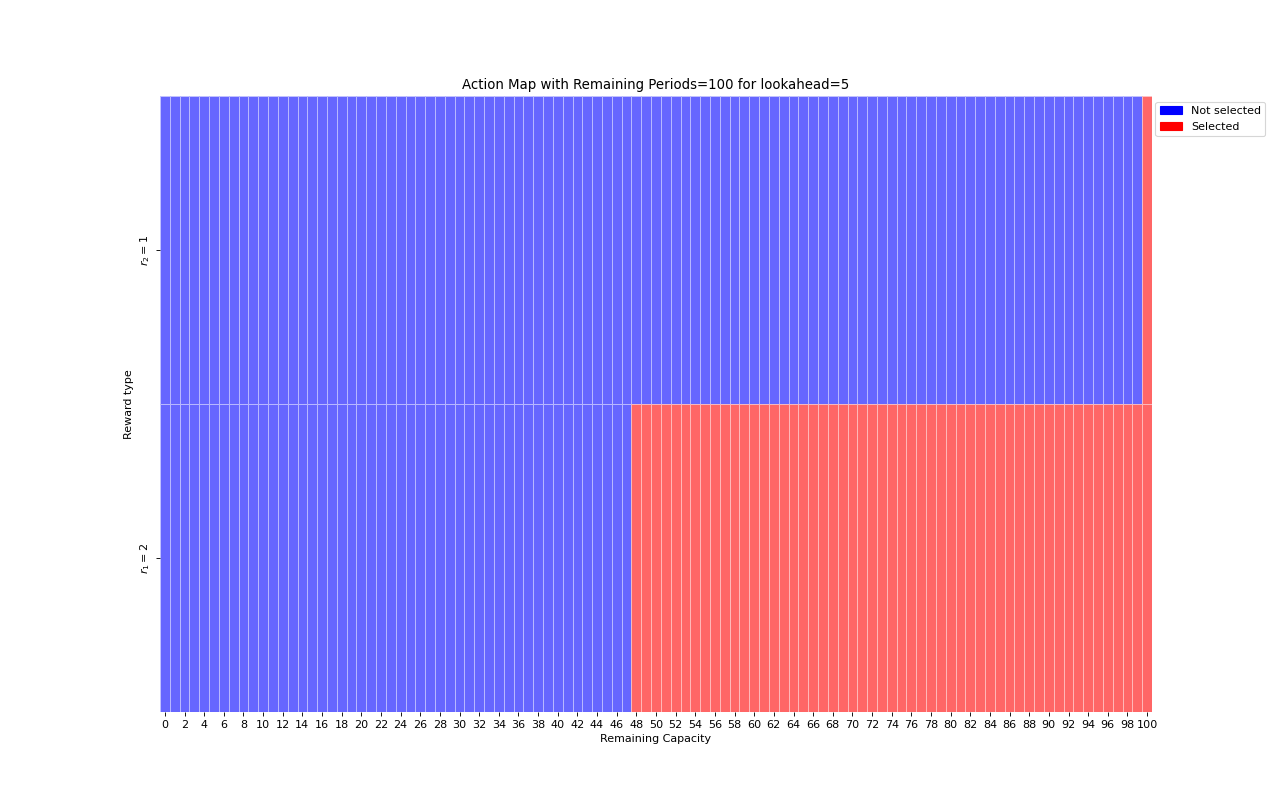 Action Map with Remaining Periods=100 for lookahead=5
Not selected
Selected
r₂ = 1
Reward type
r₁ = 2
0 2 4 6 8 10 12 14 16 18 20 22 24 26 28 30 32 34 36 38 40 42 44 46 48 50 52 54 56 58 60 62 64 66 68 70 72 74 76 78 80 82 84 86 88 90 92 94 96 98 100
Remaining Capacity